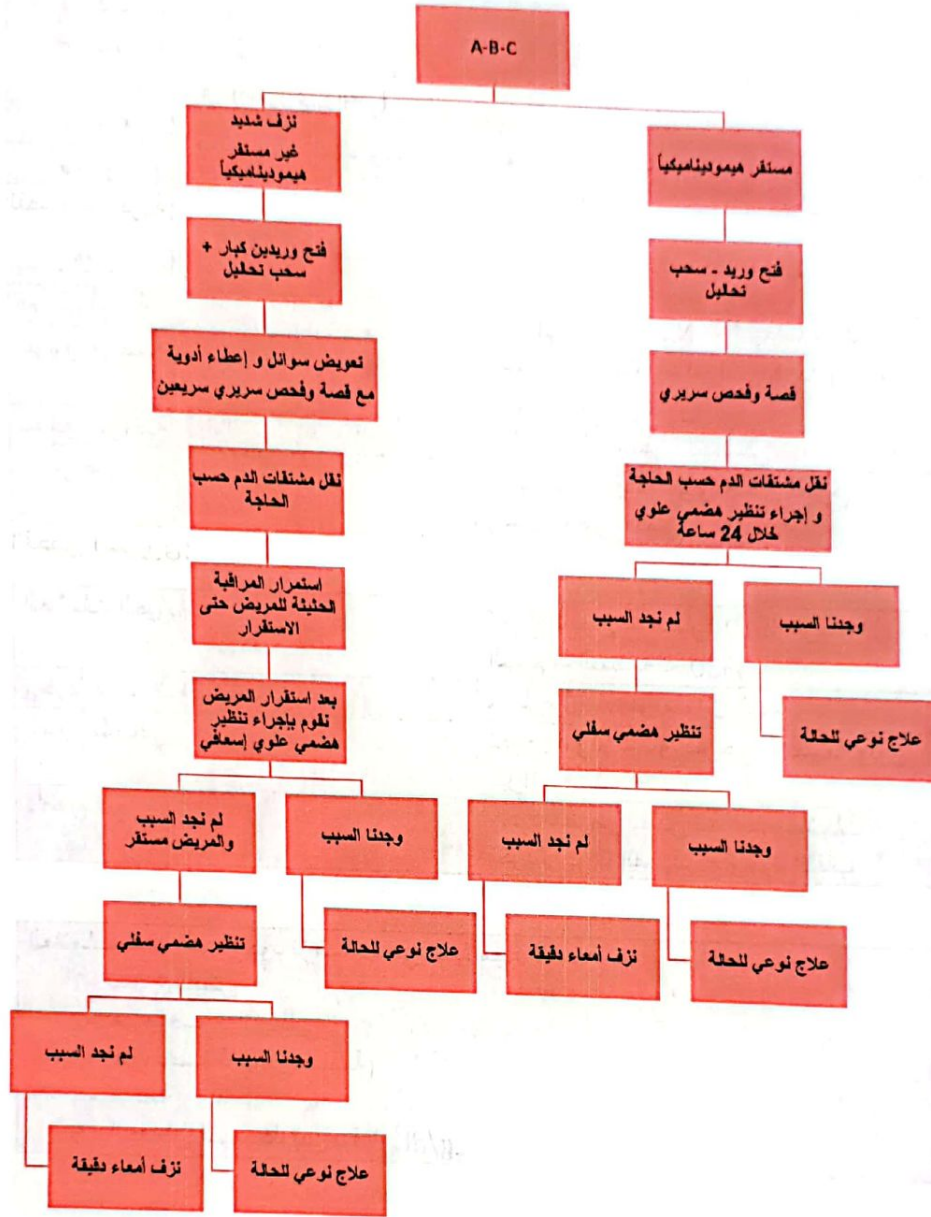 A-B-C
نزف شديد
غير مستقر
هيموديناميكياً
مستقر هيموديناميكياً
فتح وريدين كبار +
سحب تحاليل
فتح وريد - سحب
تحاليل
تعويض سوائل و إعطاء أدوية
مع قصة وفحص سريري سريعين
قصة وفحص سريري
نقل مشتقات الدم حسب
الحاجة
نقل مشتقات الدم حسب الحاجة
و إجراء تنظير هضمي علوي
خلال 24 ساعة
استمرار المراقبة
الحثيثة للمريض حتى
الاستقرار
لم نجد السبب
وجدنا السبب
بعد استقرار المريض
نقوم بإجراء تنظير
هضمي علوي إسعافي
تنظير هضمي سفلي
علاج نوعي للحالة
لم نجد السبب
والمريض مستقر
وجدنا السبب
لم نجد السبب
وجدنا السبب
تنظير هضمي سفلي
علاج نوعي للحالة
نزف أمعاء دقيقة
علاج نوعي للحالة
لم نجد السبب
وجدنا السبب
نزف أمعاء دقيقة
علاج نوعي للحالة